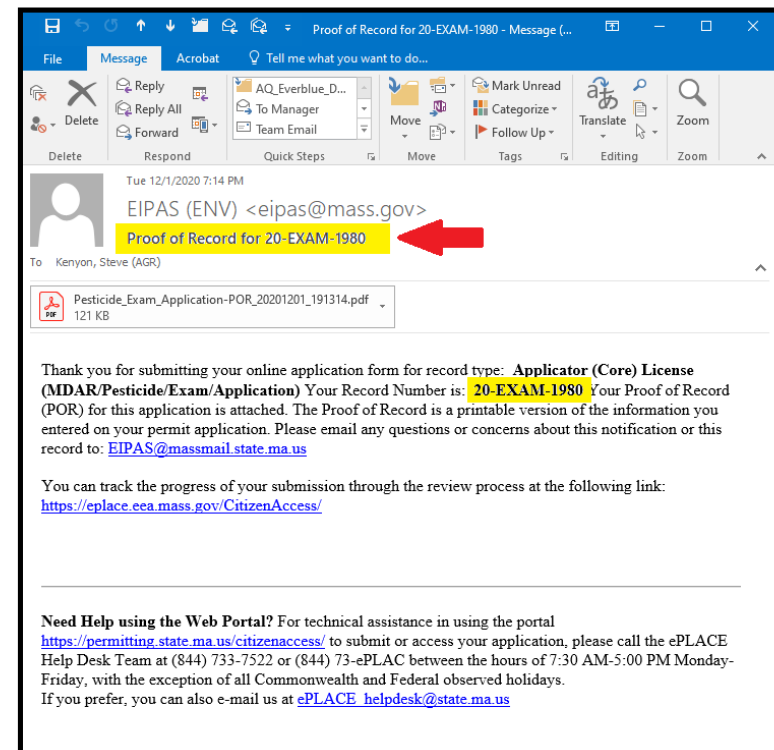 Proof of Record for 20-EXAM-1980 - Message (...
File Message Acrobat Tell me what you want to do...
Delete
Reply
Reply All
Forward
AQ_Everblue_D...
To Manager
Team Email
Move
Mark Unread
Categorize
Follow Up
Translate
Zoom
Delete Respond Quick Steps Move Tags Editing Zoom
Tue 12/1/2020 7:14 PM
EIPAS (ENV) <eipas@mass.gov>
Proof of Record for 20-EXAM-1980
To Kenyon, Steve (AGR)
Pesticide_Exam_Application-POR_20201201_191314.pdf
PDF
121 KB
Thank you for submitting your online application form for record type: Applicator (Core) License
(MDAR/Pesticide/Exam/Application) Your Record Number is: 20-EXAM-1980 Your Proof of Record
(POR) for this application is attached. The Proof of Record is a printable version of the information you
entered on your permit application. Please email any questions or concerns about this notification or this
record to: EIPAS@massmail.state.ma.us
You can track the progress of your submission through the review process at the following link:
https://eplace.eea.mass.gov/CitizenAccess/
Need Help using the Web Portal? For technical assistance in using the portal
https://permitting.state.ma.us/citizenaccess/ to submit or access your application, please call the ePLACE
Help Desk Team at (844) 733-7522 or (844) 73-ePLAC between the hours of 7:30 AM-5:00 PM Monday-
Friday, with the exception of all Commonwealth and Federal observed holidays.
If you prefer, you can also e-mail us at ePLACE_helpdesk@state.ma.us